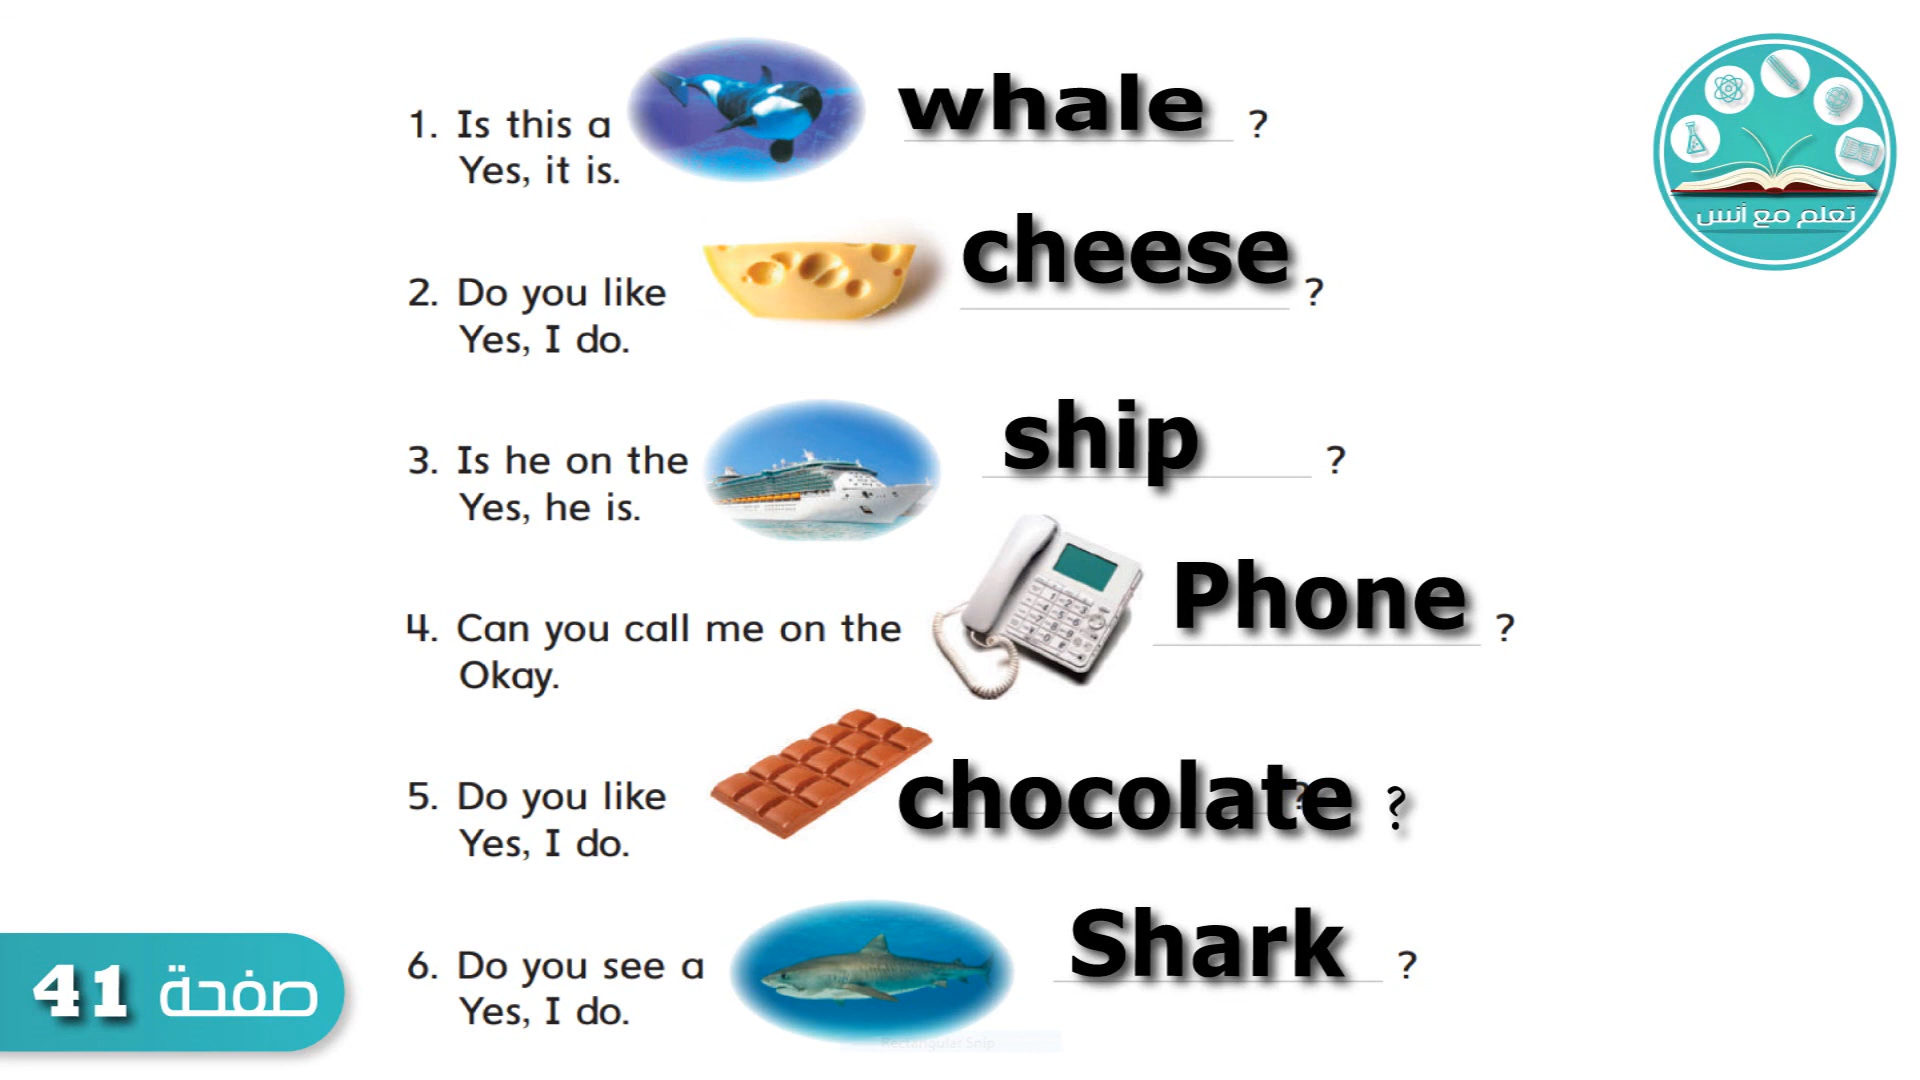 1. Is this a whale ?
Yes, it is.
2. Do you like cheese ?
Yes, I do.
3. Is he on the ship ?
Yes, he is.
4. Can you call me on the Phone ?
Okay.
5. Do you like chocolate ? ?
Yes, I do.
6. Do you see a Shark ?
Yes, I do.
تعلم مع أنس
صفحة 41
Rectangular Snip